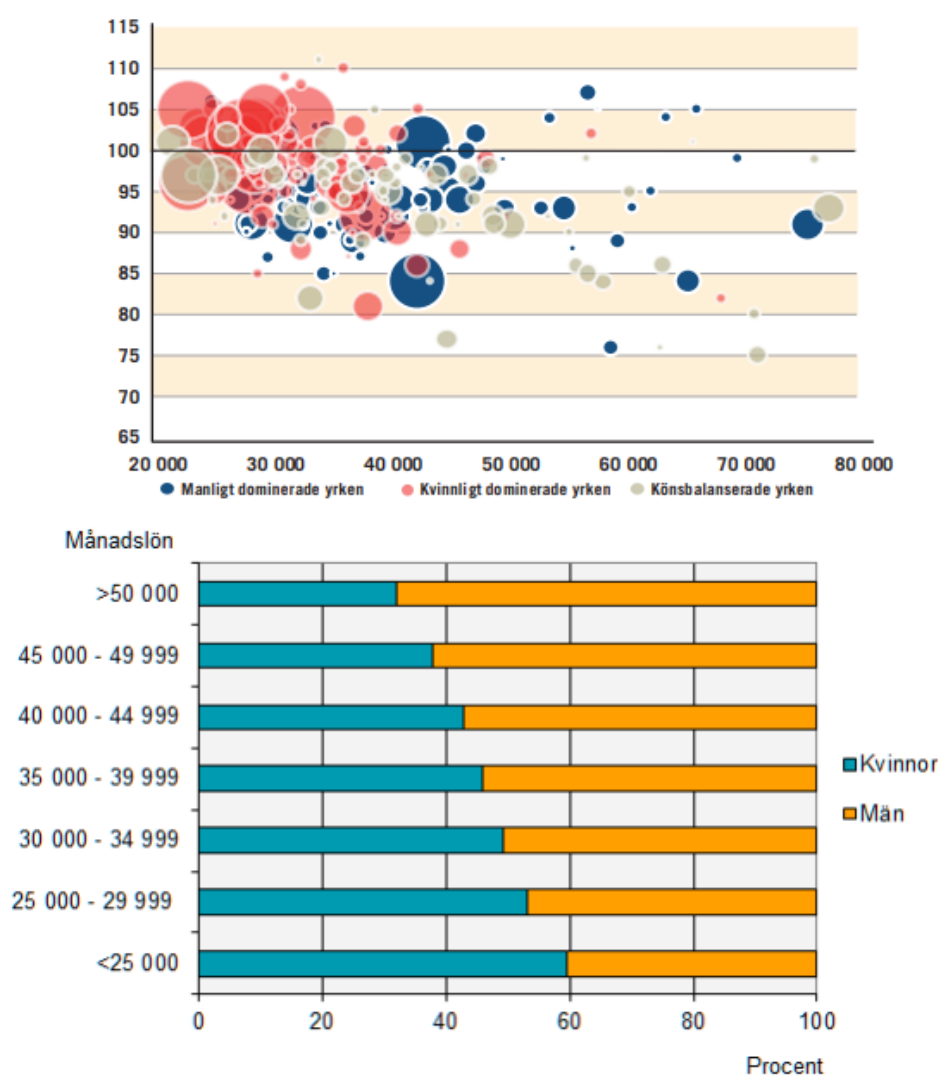 115
110
105
100
95
90
85
80
75
70
65
20 000 30 000 40 000 50 000 60 000 70 000 80 000
Manligt dominerade yrken Kvinnligt dominerade yrken Könsbalanserade yrken
Månadslön
>50 000
45 000 - 49 999
40 000 - 44 999
35 000 - 39 999
30 000 - 34 999
25 000 - 29 999
<25 000
Kvinnor
Män
0 20 40 60 80 100
Procent